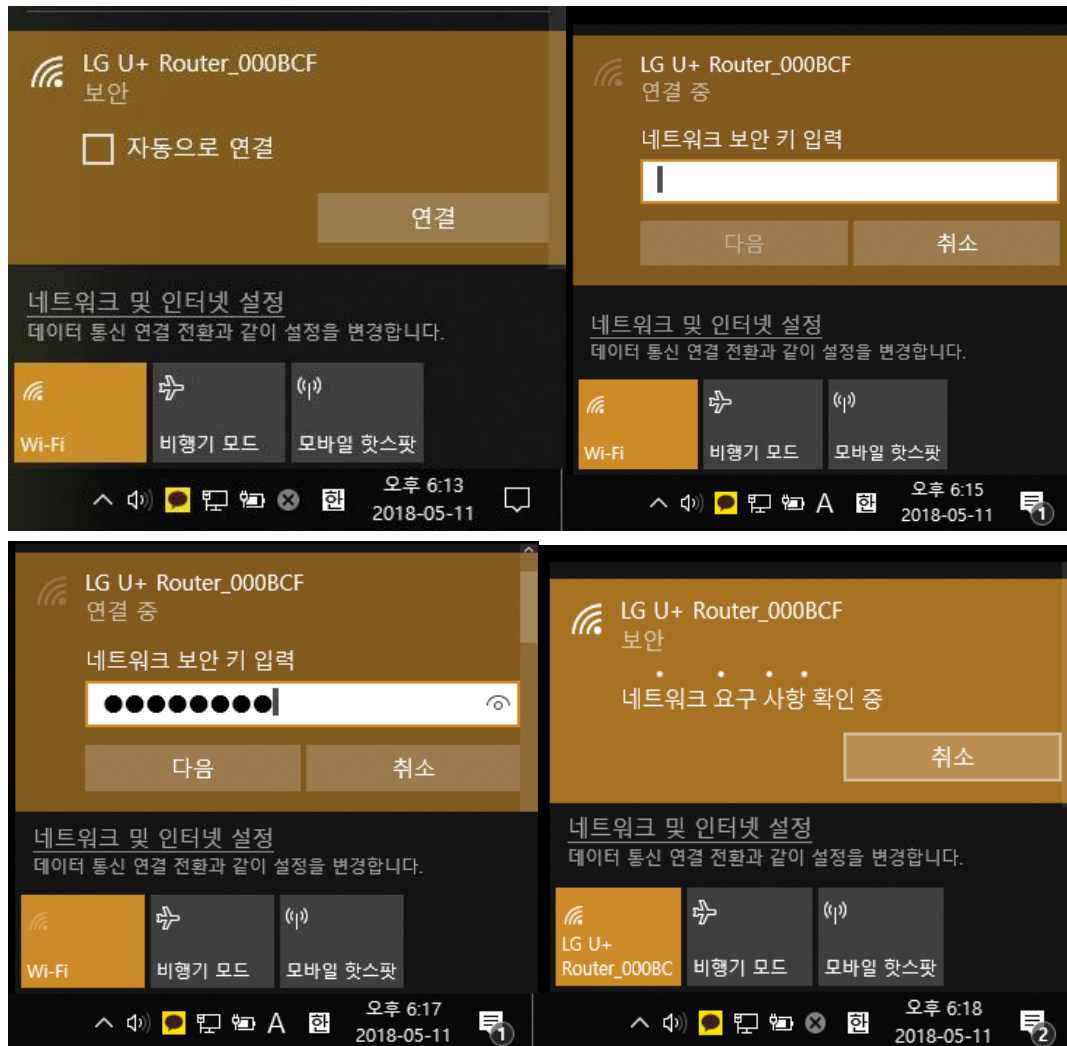 LG U+ Router_000BCF
보안
자동으로 연결
연결
네트워크 및 인터넷 설정
데이터 통신 연결 전환과 같이 설정을 변경합니다.
Wi-Fi
비행기 모드
모바일 핫스팟
한
오후 6:13
2018-05-11
LG U+ Router_000BCF
연결 중
네트워크 보안 키 입력
다음
취소
네트워크 및 인터넷 설정
데이터 통신 연결 전환과 같이 설정을 변경합니다.
Wi-Fi
비행기 모드
모바일 핫스팟
A
한
오후 6:15
2018-05-11
1
LG U+ Router_000BCF
연결 중
네트워크 보안 키 입력
다음
취소
네트워크 및 인터넷 설정
데이터 통신 연결 전환과 같이 설정을 변경합니다.
Wi-Fi
비행기 모드
모바일 핫스팟
A
한
오후 6:17
2018-05-11
1
LG U+ Router_000BCF
보안
네트워크 요구 사항 확인 중
취소
네트워크 및 인터넷 설정
데이터 통신 연결 전환과 같이 설정을 변경합니다.
LG U+
Router_000BC
비행기 모드
모바일 핫스팟
한
오후 6:18
2018-05-11
2